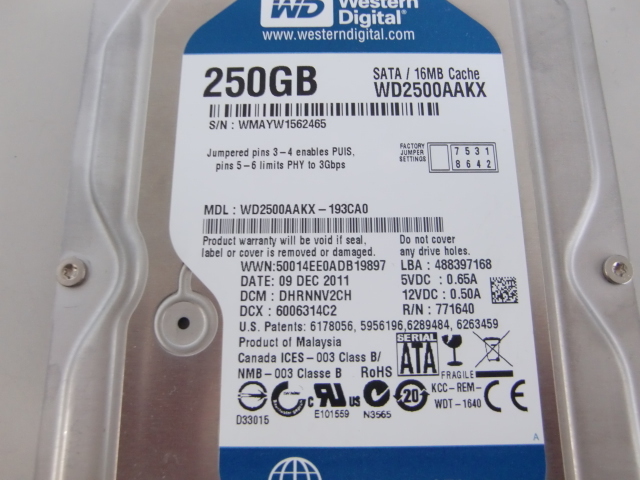 WD Western
Digital
www.westerndigital.com
250GB
SATA / 16MB Cache
WD2500AAKX
S/N : WMAYW1562465
Jumpered pins 3-4 enables PUIS,
pins 5-6 limits PHY to 3Gbps
FACTORY
JUMPER
SETTINGS
7 5 3 1
8 6 4 2
MDL : WD2500AAKX-193CA0
Product warranty will be void if seal,
label or cover is removed or damaged.
Do not cover
any drive holes.
WWN:50014EE0ADB19897
LBA : 488397168
DATE: 09 DEC 2011
5VDC : 0.65A
DCM : DHRNNV2CH
12VDC : 0.50A
DCX : 6006314C2
R/N : 771640
U.S. Patents: 6178056, 5956196,6289484, 6263459
Product of Malaysia
Canada ICES-003 Class B/
NMB-003 Classe B
RoHS
SERIAL
ATA
FRAGILE
KCC-REM-
WDT-1640
D33015
c US
E101559
N3565
20
CE
A